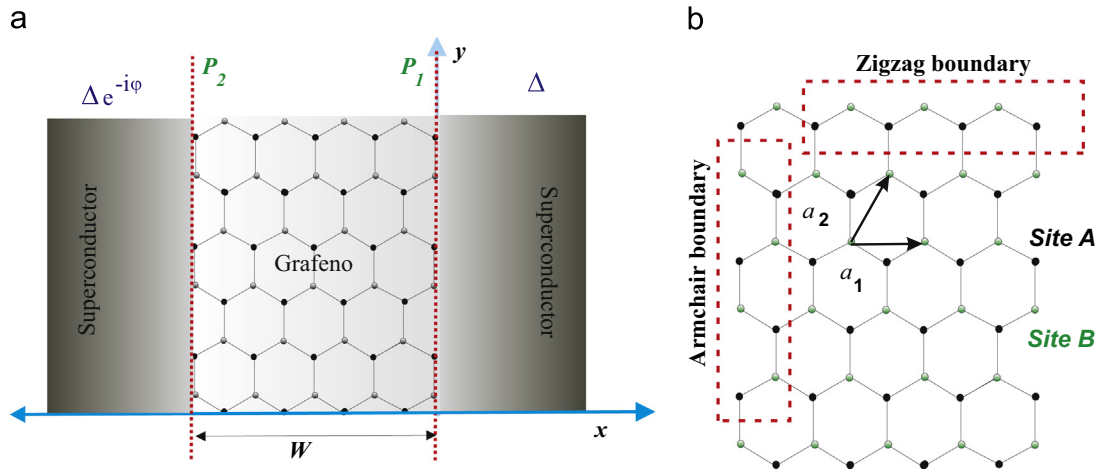 a
Δe^{-iφ}
P₂
P₁
y
Δ
Superconductor
Grafeno
Superconductor
W
x
b
Zigzag boundary
Armchair boundary
a₂
a₁
Site A
Site B